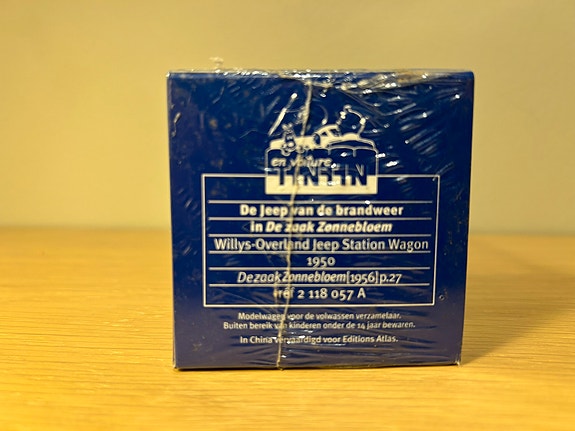 en voiture
TINTIN
De Jeep van de brandweer
in De zaak Zonnebloem
Willys-Overland Jeep Station Wagon
1950
De zaak Zonnebloem[1956]p.27
réf 2 118 057 A
Modelwagen voor de volwassen verzamelaar.
Buiten bereik van kinderen onder de 14 jaar bewaren.
In China vervaardigd voor Editions Atlas.